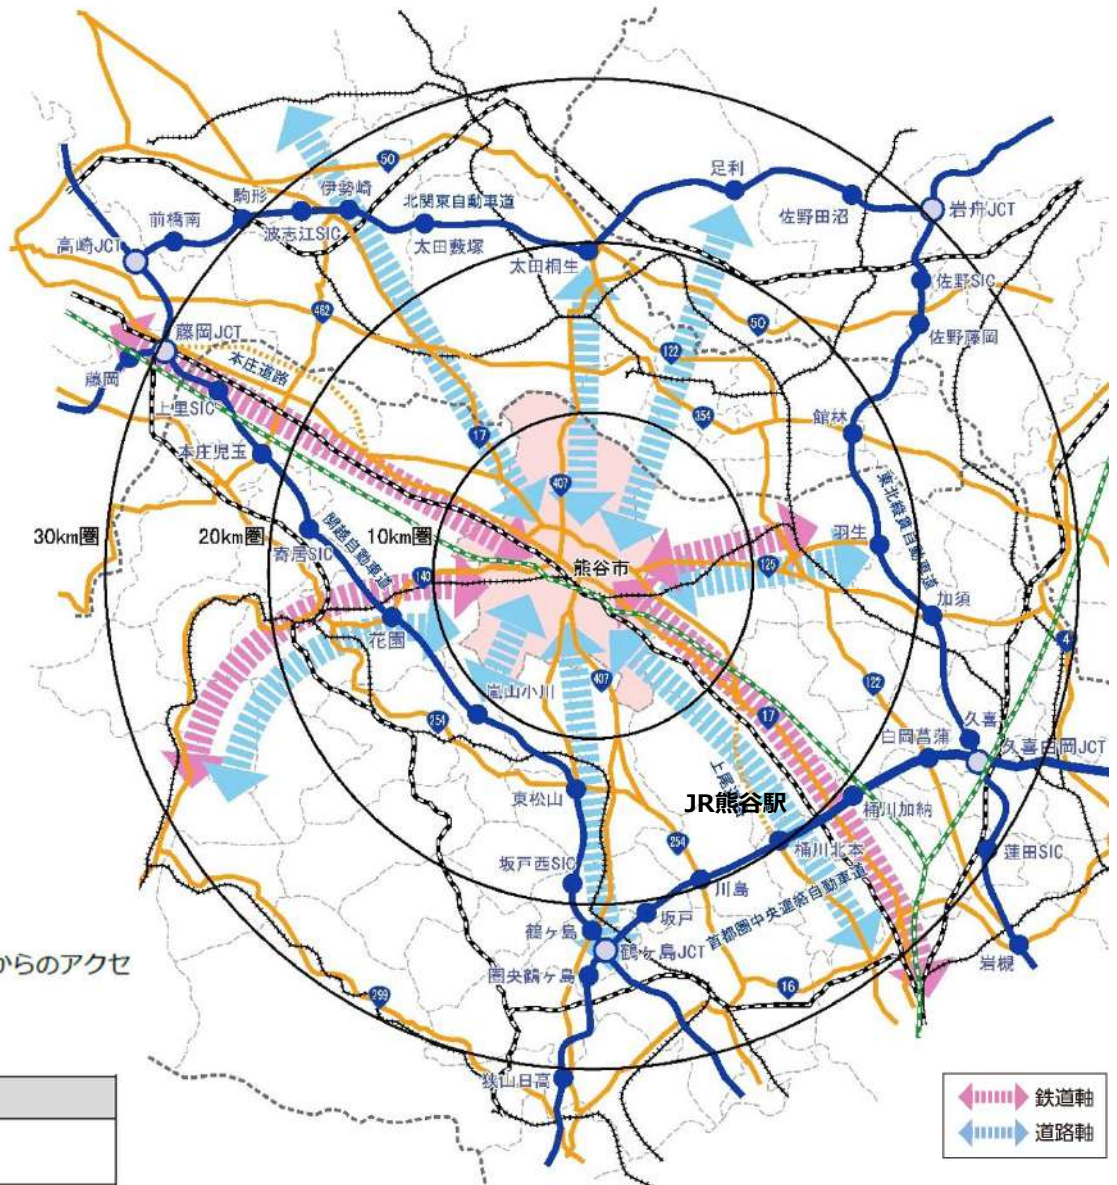 50
足利
駒形
伊勢崎
北関東自動車道
佐野田沼
岩舟JCT
前橋南
波志江SIC
太田藪塚
高崎JCT
太田桐生
佐野SIC
462
50
佐野藤岡
藤岡JCT
122
藤岡
本庄道路
354
上里SIC
17
館林
本庄児玉
407
東北縦貫自動車道
30km圏
20km圏
10km圏
羽生
関越自動車道
寄居SIC
熊谷市
125
140
加須
花園
4
407
122
嵐山小川
254
17
久喜
白岡菖蒲
久喜白岡JCT
上尾
東松山
JR熊谷駅
桶川加納
254
桶川北本
蓮田SIC
坂戸西SIC
川島
首都圏中央連絡自動車道
坂戸
鶴ヶ島
鶴ヶ島JCT
岩槻
からのアクセ
圏央鶴ヶ島
16
299
狭山日高
鉄道軸
道路軸